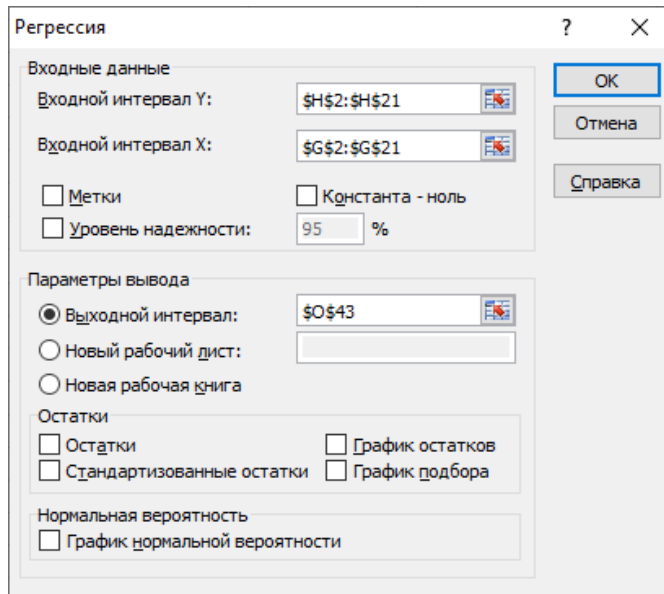 Регрессия ?
Входные данные
Входной интервал Y: $H$2:$H$21
Входной интервал X: $G$2:$G$21
Метки Константа - ноль
Уровень надежности: 95 %
OK
Отмена
Справка
Параметры вывода
Выходной интервал: $O$43
Новый рабочий лист:
Новая рабочая книга
Остатки
Остатки График остатков
Стандартизованные остатки График подбора
Нормальная вероятность
График нормальной вероятности